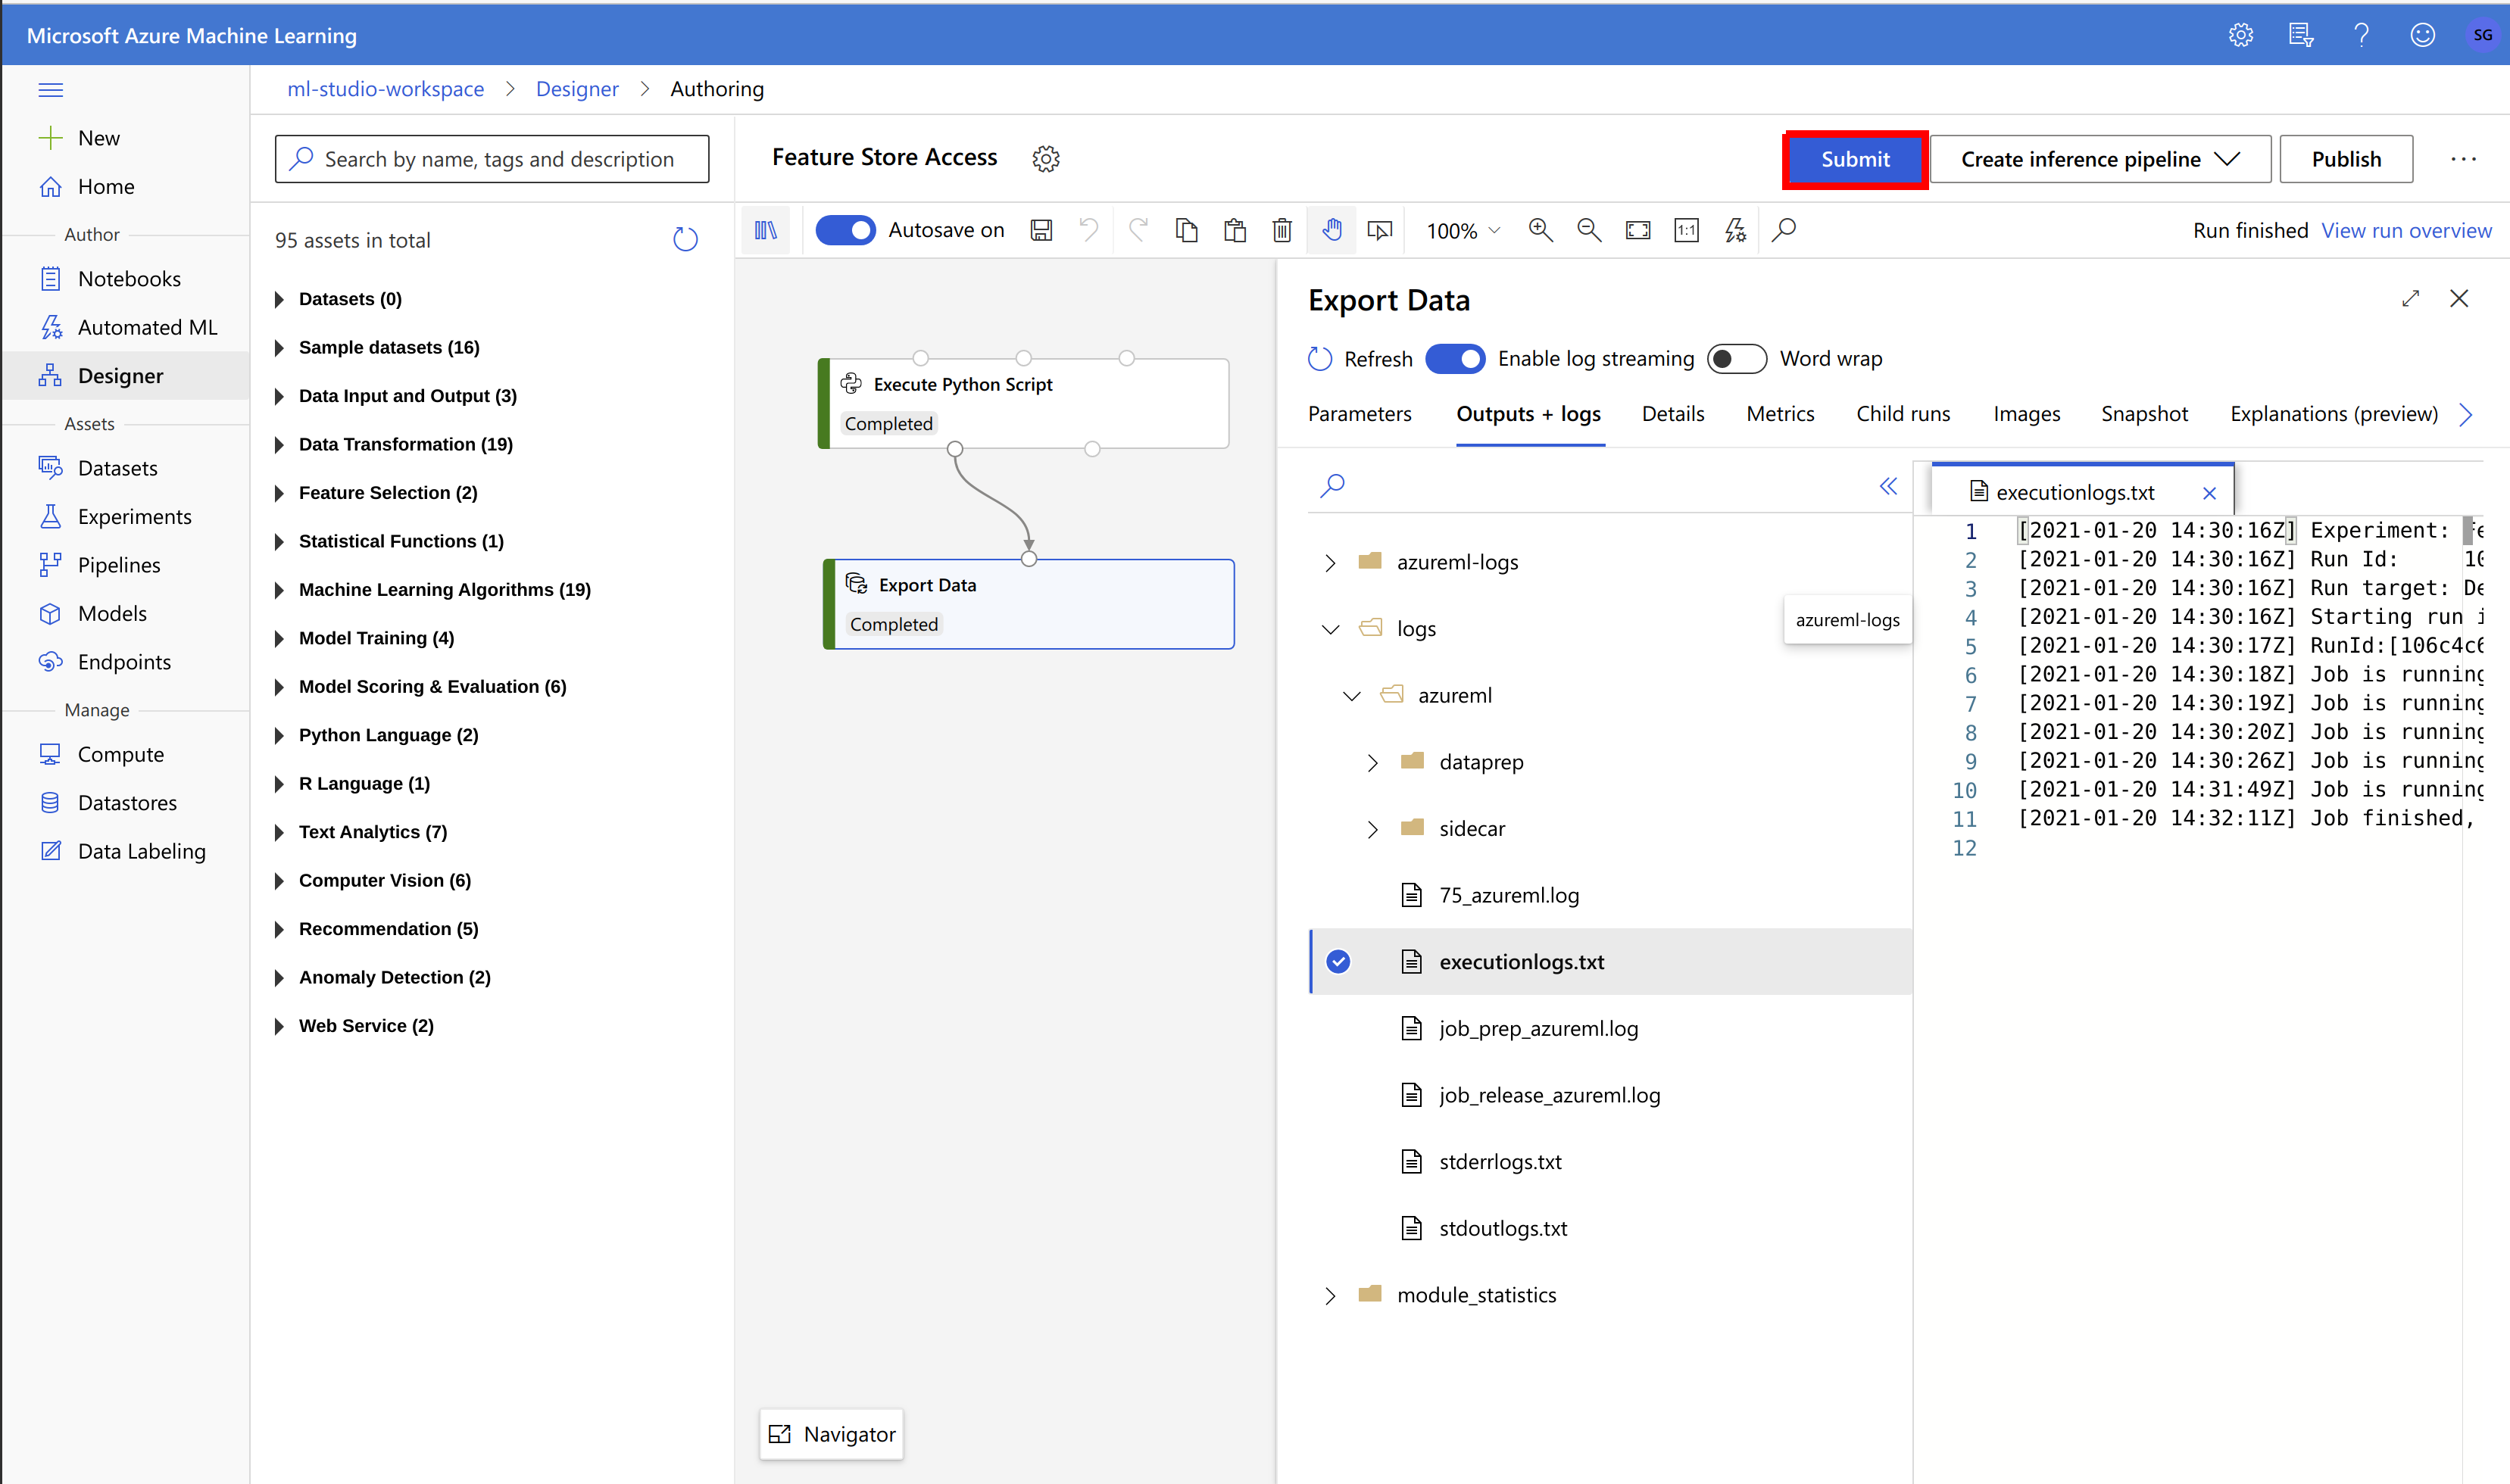 Microsoft Azure Machine Learning
SG
New
Home
Author
Notebooks
Automated ML
Designer
Assets
Datasets
Experiments
Pipelines
Models
Endpoints
Manage
Compute
Datastores
Data Labeling
ml-studio-workspace > Designer > Authoring
Search by name, tags and description
95 assets in total
Datasets (0)
Sample datasets (16)
Data Input and Output (3)
Data Transformation (19)
Feature Selection (2)
Statistical Functions (1)
Machine Learning Algorithms (19)
Model Training (4)
Model Scoring & Evaluation (6)
Python Language (2)
R Language (1)
Text Analytics (7)
Computer Vision (6)
Recommendation (5)
Anomaly Detection (2)
Web Service (2)
Feature Store Access
Submit
Create inference pipeline
Publish
Autosave on
100%
1:1
Run finished View run overview
Execute Python Script
Completed
Export Data
Completed
Navigator
Export Data
Refresh
Enable log streaming
Word wrap
Parameters
Outputs + logs
Details
Metrics
Child runs
Images
Snapshot
Explanations (preview)
azureml-logs
logs
azureml-logs
azureml
dataprep
sidecar
75_azureml.log
executionlogs.txt
job_prep_azureml.log
job_release_azureml.log
stderrlogs.txt
stdoutlogs.txt
module_statistics
executionlogs.txt
1 [2021-01-20 14:30:16Z] Experiment:
2 [2021-01-20 14:30:16Z] Run Id: 10
3 [2021-01-20 14:30:16Z] Run target: De
4 [2021-01-20 14:30:16Z] Starting run i
5 [2021-01-20 14:30:17Z] RunId:[106c4c6
6 [2021-01-20 14:30:18Z] Job is running
7 [2021-01-20 14:30:19Z] Job is running
8 [2021-01-20 14:30:20Z] Job is running
9 [2021-01-20 14:30:26Z] Job is running
10 [2021-01-20 14:31:49Z] Job is running
11 [2021-01-20 14:32:11Z] Job finished,
12